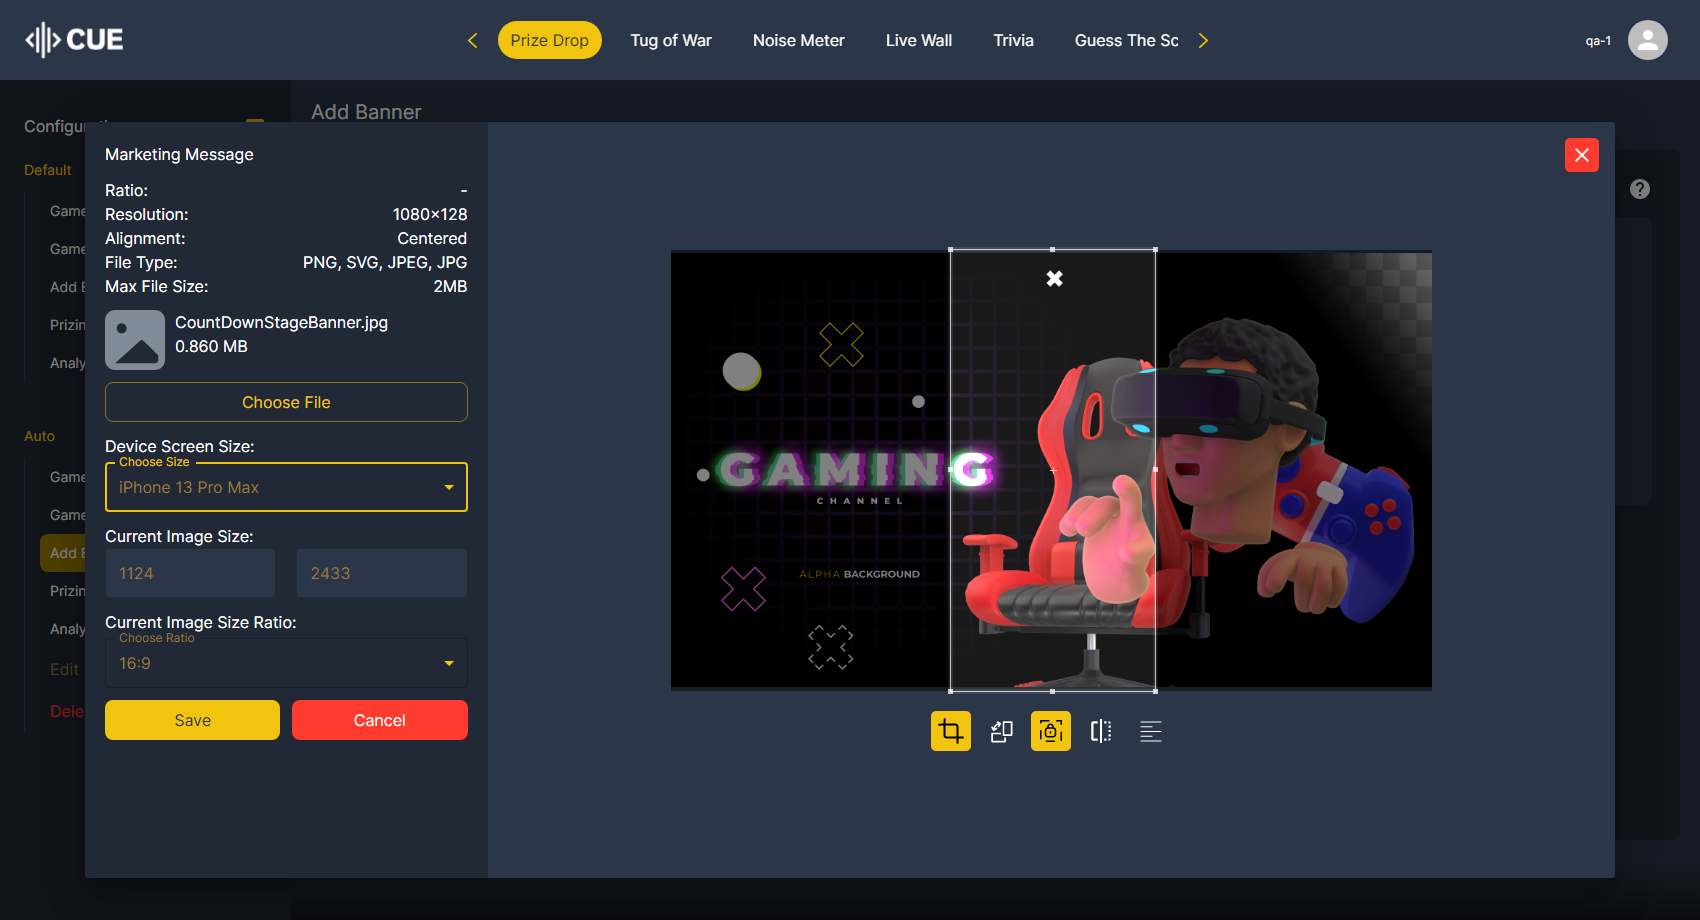 CUE
Prize Drop
Tug of War
Noise Meter
Live Wall
Trivia
Guess The Sc
qa-1
Add Banner
Default
Game
Game
Add
Prizin
Analy
Auto
Game
Game
Add
Prizin
Analy
Edit
Dele
Marketing Message
Ratio: -
Resolution: 1080×128
Alignment: Centered
File Type: PNG, SVG, JPEG, JPG
Max File Size: 2MB
CountDownStageBanner.jpg
0.860 MB
Choose File
Device Screen Size:
Choose Size
iPhone 13 Pro Max
Current Image Size:
1124 2433
Current Image Size Ratio:
Choose Ratio
16:9
Save Cancel
GAMING
CHANNEL
ALPHA BACKGROUND